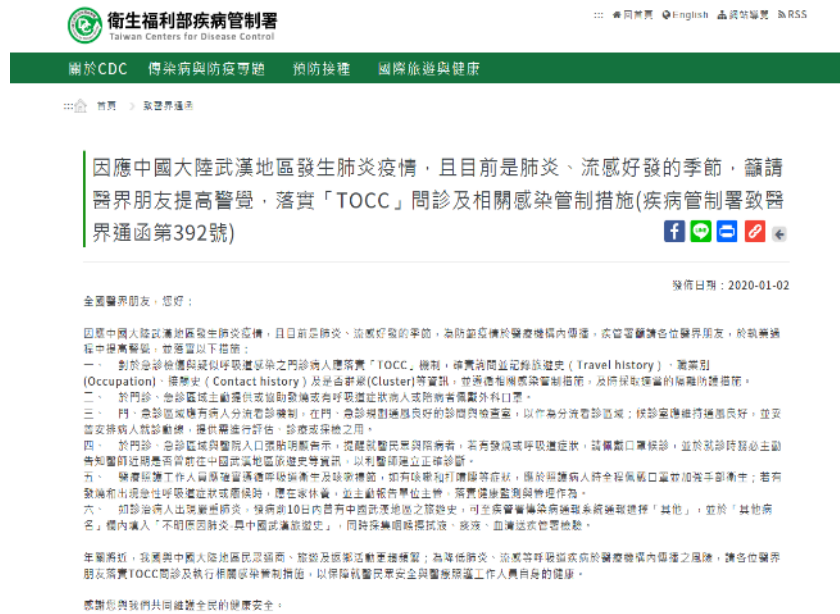 衛生福利部疾病管制署
Taiwan Centers for Disease Control
::: 回首頁 English 網站導覽 RSS
關於CDC 傳染病與防疫專題 預防接種 國際旅遊與健康
::: 首頁 > 致醫界通函
因應中國大陸武漢地區發生肺炎疫情，且目前是肺炎、流感好發的季節，籲請
醫界朋友提高警覺，落實「TOCC」問診及相關感染管制措施(疾病管制署致醫
界通函第392號)
發佈日期：2020-01-02
全國醫界朋友，您好：
因應中國大陸武漢地區發生肺炎疫情，且目前是肺炎、流感好發的季節，為防範疫情於醫療機構內傳播，疾管署籲請各位醫界朋友，於執業過
程中提高警覺，並落實以下措施：
一、 對於急診檢傷與疑似呼吸道感染之門診病人應落實「TOCC」機制，確實詢問並記錄旅遊史（Travel history）、職業別
(Occupation)、接觸史（Contact history）及是否群聚(Cluster)等資訊，並遵循相關感染管制措施，及時採取適當的隔離防護措施。
二、 於門診、急診區域主動提供或協助發燒或有呼吸道症狀病人或陪病者佩戴外科口罩。
三、 門、急診區域應有病人分流看診機制，在門、急診規劃通風良好的診間與檢查室，以作為分流看診區域；候診室應維持通風良好，並妥
善安排病人就診動線，提供需進行評估、診療或採檢之用。
四、 於門診、急診區域與醫院入口張貼明顯告示，提醒就醫民眾與陪病者，若有發燒或呼吸道症狀，請佩戴口罩候診，並於就診時務必主動
告知醫師近期是否曾前往中國武漢地區旅遊史等資訊，以利醫師建立正確診斷。
五、 醫療照護工作人員應確實遵循呼吸道衛生及咳嗽禮節，如有咳嗽和打噴嚏等症狀，應於照護病人時全程佩戴口罩並加強手部衛生；若有
發燒和出現急性呼吸道症狀或腹瀉時，應在家休養，並主動報告單位主管，落實健康監測與管理作為。
六、 如診治病人出現嚴重肺炎，發病前10日內曾有中國武漢地區之旅遊史，可至疾管署傳染病通報系統通報選擇「其他」，並於「其他病
名」欄內填入「不明原因肺炎-具中國武漢旅遊史」，同時採集咽喉擦拭液、痰液、血清送疾管署檢驗。
年關將近，我國與中國大陸地區民眾經商、旅遊及返鄉活動更趨頻繁；為降低肺炎、流感等呼吸道疾病於醫療機構內傳播之風險，請各位醫界
朋友落實TOCC問診及執行相關感染管制措施，以保障就醫民眾安全與醫療照護工作人員自身的健康。
感謝您與我們共同維護全民的健康安全。